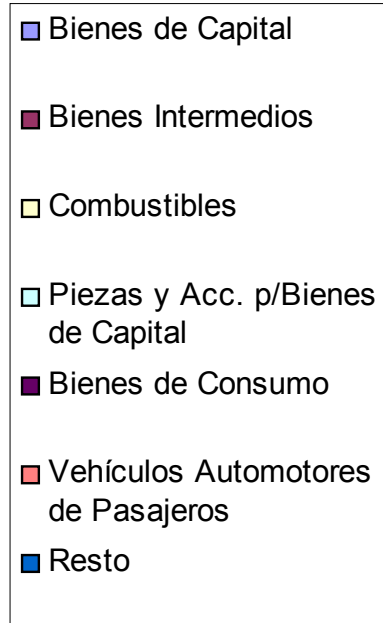 Bienes de Capital
Bienes Intermedios
Combustibles
Piezas y Acc. p/Bienes
de Capital
Bienes de Consumo
Vehículos Automotores
de Pasajeros
Resto